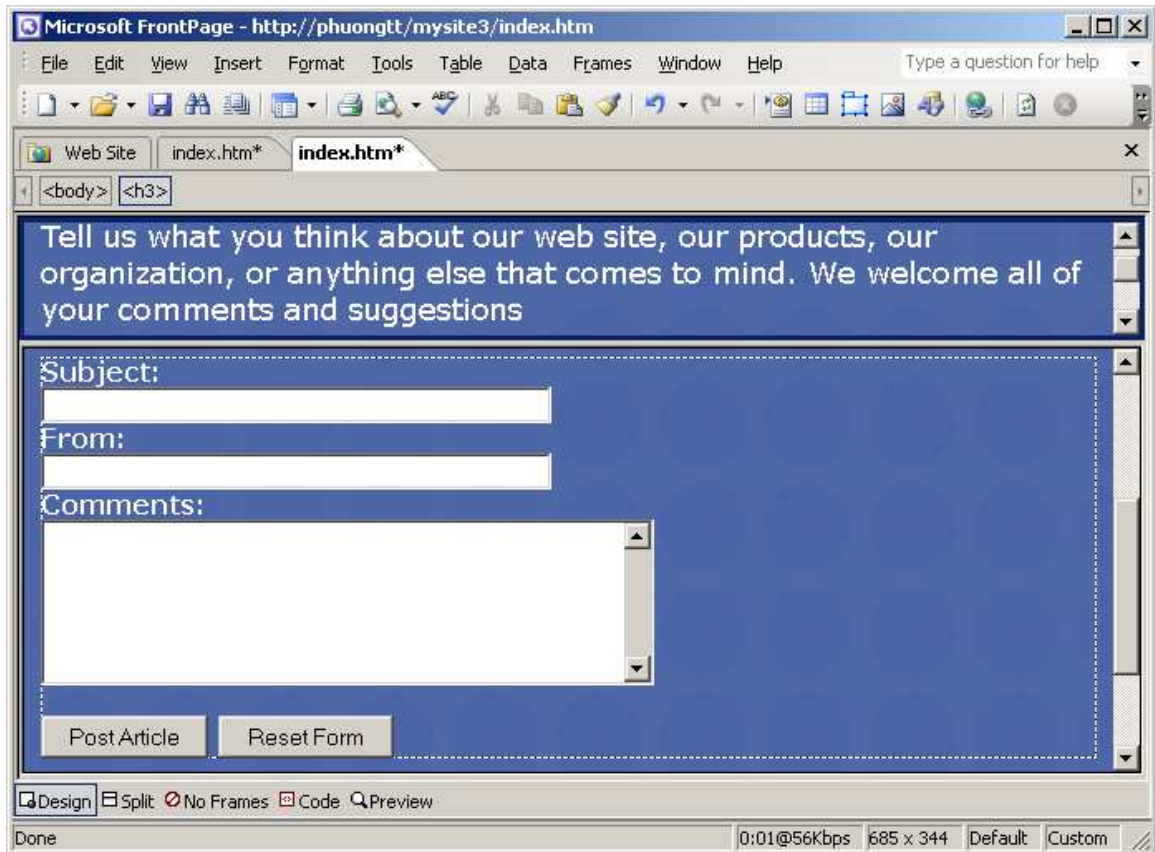 Microsoft FrontPage - http://phuongtt/mysite3/index.htm
File Edit View Insert Format Tools Table Data Frames Window Help Type a question for help
ABC
Web Site index.htm* index.htm*
<body> <h3>
Tell us what you think about our web site, our products, our
organization, or anything else that comes to mind. We welcome all of
your comments and suggestions
Subject:
From:
Comments:
Post Article Reset Form
Design Split No Frames Code Preview
Done 0:01@56Kbps 685 x 344 Default Custom